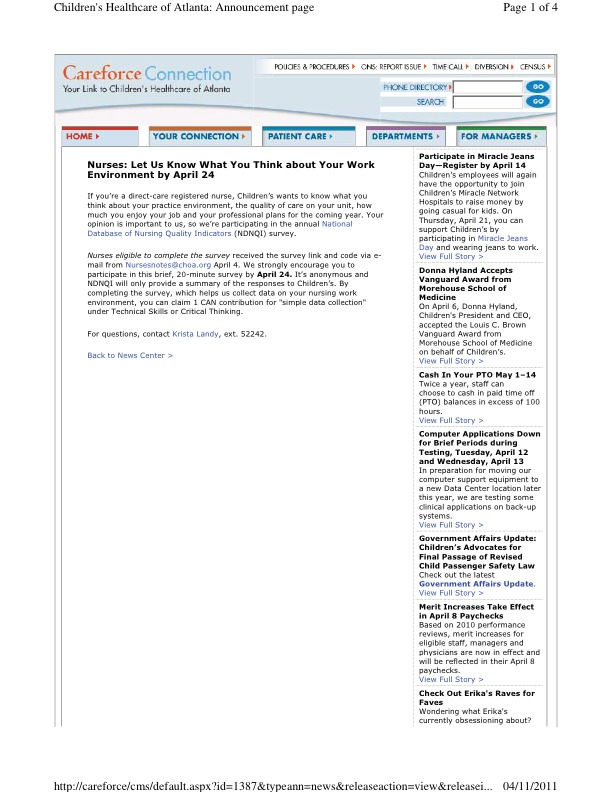 Children's Healthcare of Atlanta: Announcement page
Page 1 of 4
Careforce Connection
Your Link to Children's Healthcare of Atlanta
POLICIES & PROCEDURES
ONS: REPORT ISSUE
TIME CALL
DIVERSION
CENSUS
PHONE DIRECTORY
GO
SEARCH
GO
HOME
YOUR CONNECTION
PATIENT CARE
DEPARTMENTS
FOR MANAGERS
Nurses: Let Us Know What You Think about Your Work
Environment by April 24
If you're a direct-care registered nurse, Children's wants to know what you
think about your practice environment, the quality of care on your unit, how
much you enjoy your job and your professional plans for the coming year. Your
opinion is important to us, so we're participating in the annual National
Database of Nursing Quality Indicators (NDNQI) survey.
Nurses eligible to complete the survey received the survey link and code via e-
mail from Nursesnotes@choa.org April 4. We strongly encourage you to
participate in this brief, 20-minute survey by April 24. It's anonymous and
NDNQI will only provide a summary of the responses to Children's. By
completing the survey, which helps us collect data on your nursing work
environment, you can claim 1 CAN contribution for "simple data collection"
under Technical Skills or Critical Thinking.
For questions, contact Krista Landy, ext. 52242.
Back to News Center >
Participate in Miracle Jeans
Day—Register by April 14
Children's employees will again
have the opportunity to join
Children's Miracle Network
Hospitals to raise money by
going casual for kids. On
Thursday, April 21, you can
support Children's by
participating in Miracle Jeans
Day and wearing jeans to work.
View Full Story >
Donna Hyland Accepts
Vanguard Award from
Morehouse School of
Medicine
On April 6, Donna Hyland,
Children's President and CEO,
accepted the Louis C. Brown
Vanguard Award from
Morehouse School of Medicine
on behalf of Children's.
View Full Story >
Cash In Your PTO May 1–14
Twice a year, staff can
choose to cash in paid time off
(PTO) balances in excess of 100
hours.
View Full Story >
Computer Applications Down
for Brief Periods during
Testing, Tuesday, April 12
and Wednesday, April 13
In preparation for moving our
computer support equipment to
a new Data Center location later
this year, we are testing some
clinical applications on back-up
systems.
View Full Story >
Government Affairs Update:
Children's Advocates for
Final Passage of Revised
Child Passenger Safety Law
Check out the latest
Government Affairs Update.
View Full Story >
Merit Increases Take Effect
in April 8 Paychecks
Based on 2010 performance
reviews, merit increases for
eligible staff, managers and
physicians are now in effect and
will be reflected in their April 8
paychecks.
View Full Story >
Check Out Erika's Raves for
Faves
Wondering what Erika's
currently obsessioning about?
http://careforce/cms/default.aspx?id=1387&typeann=news&releaseaction=view&releasei...
04/11/2011